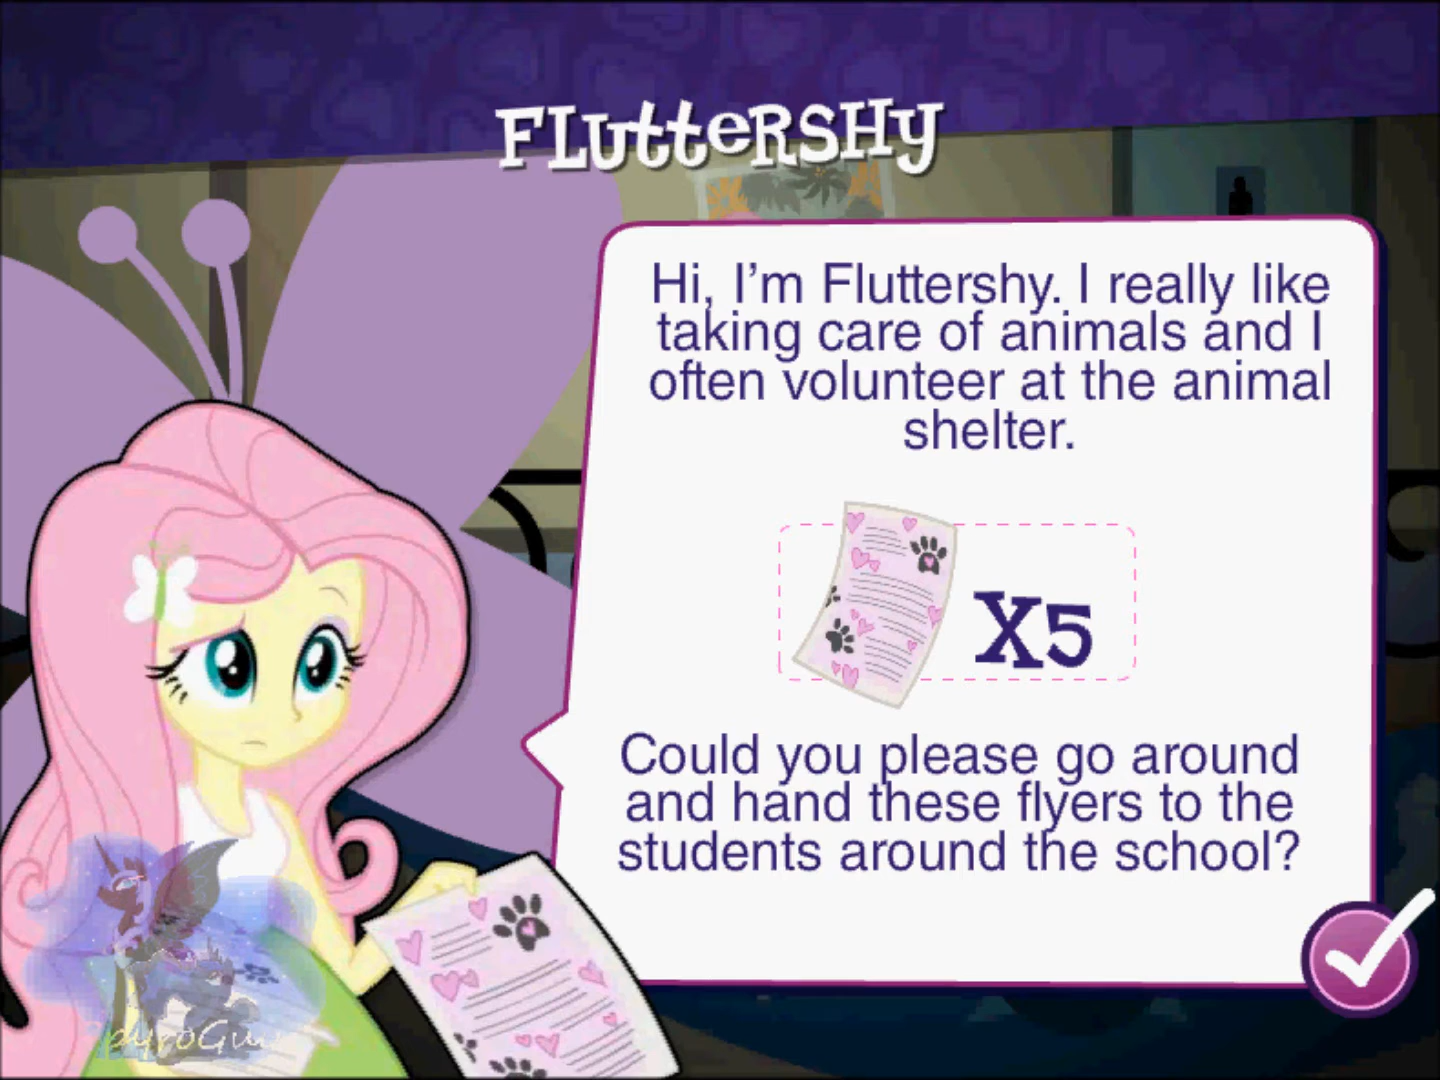 FLutteRSHy
Hi, I'm Fluttershy. I really like
taking care of animals and I
often volunteer at the animal
shelter.
X5
Could you please go around
and hand these flyers to the
students around the school?